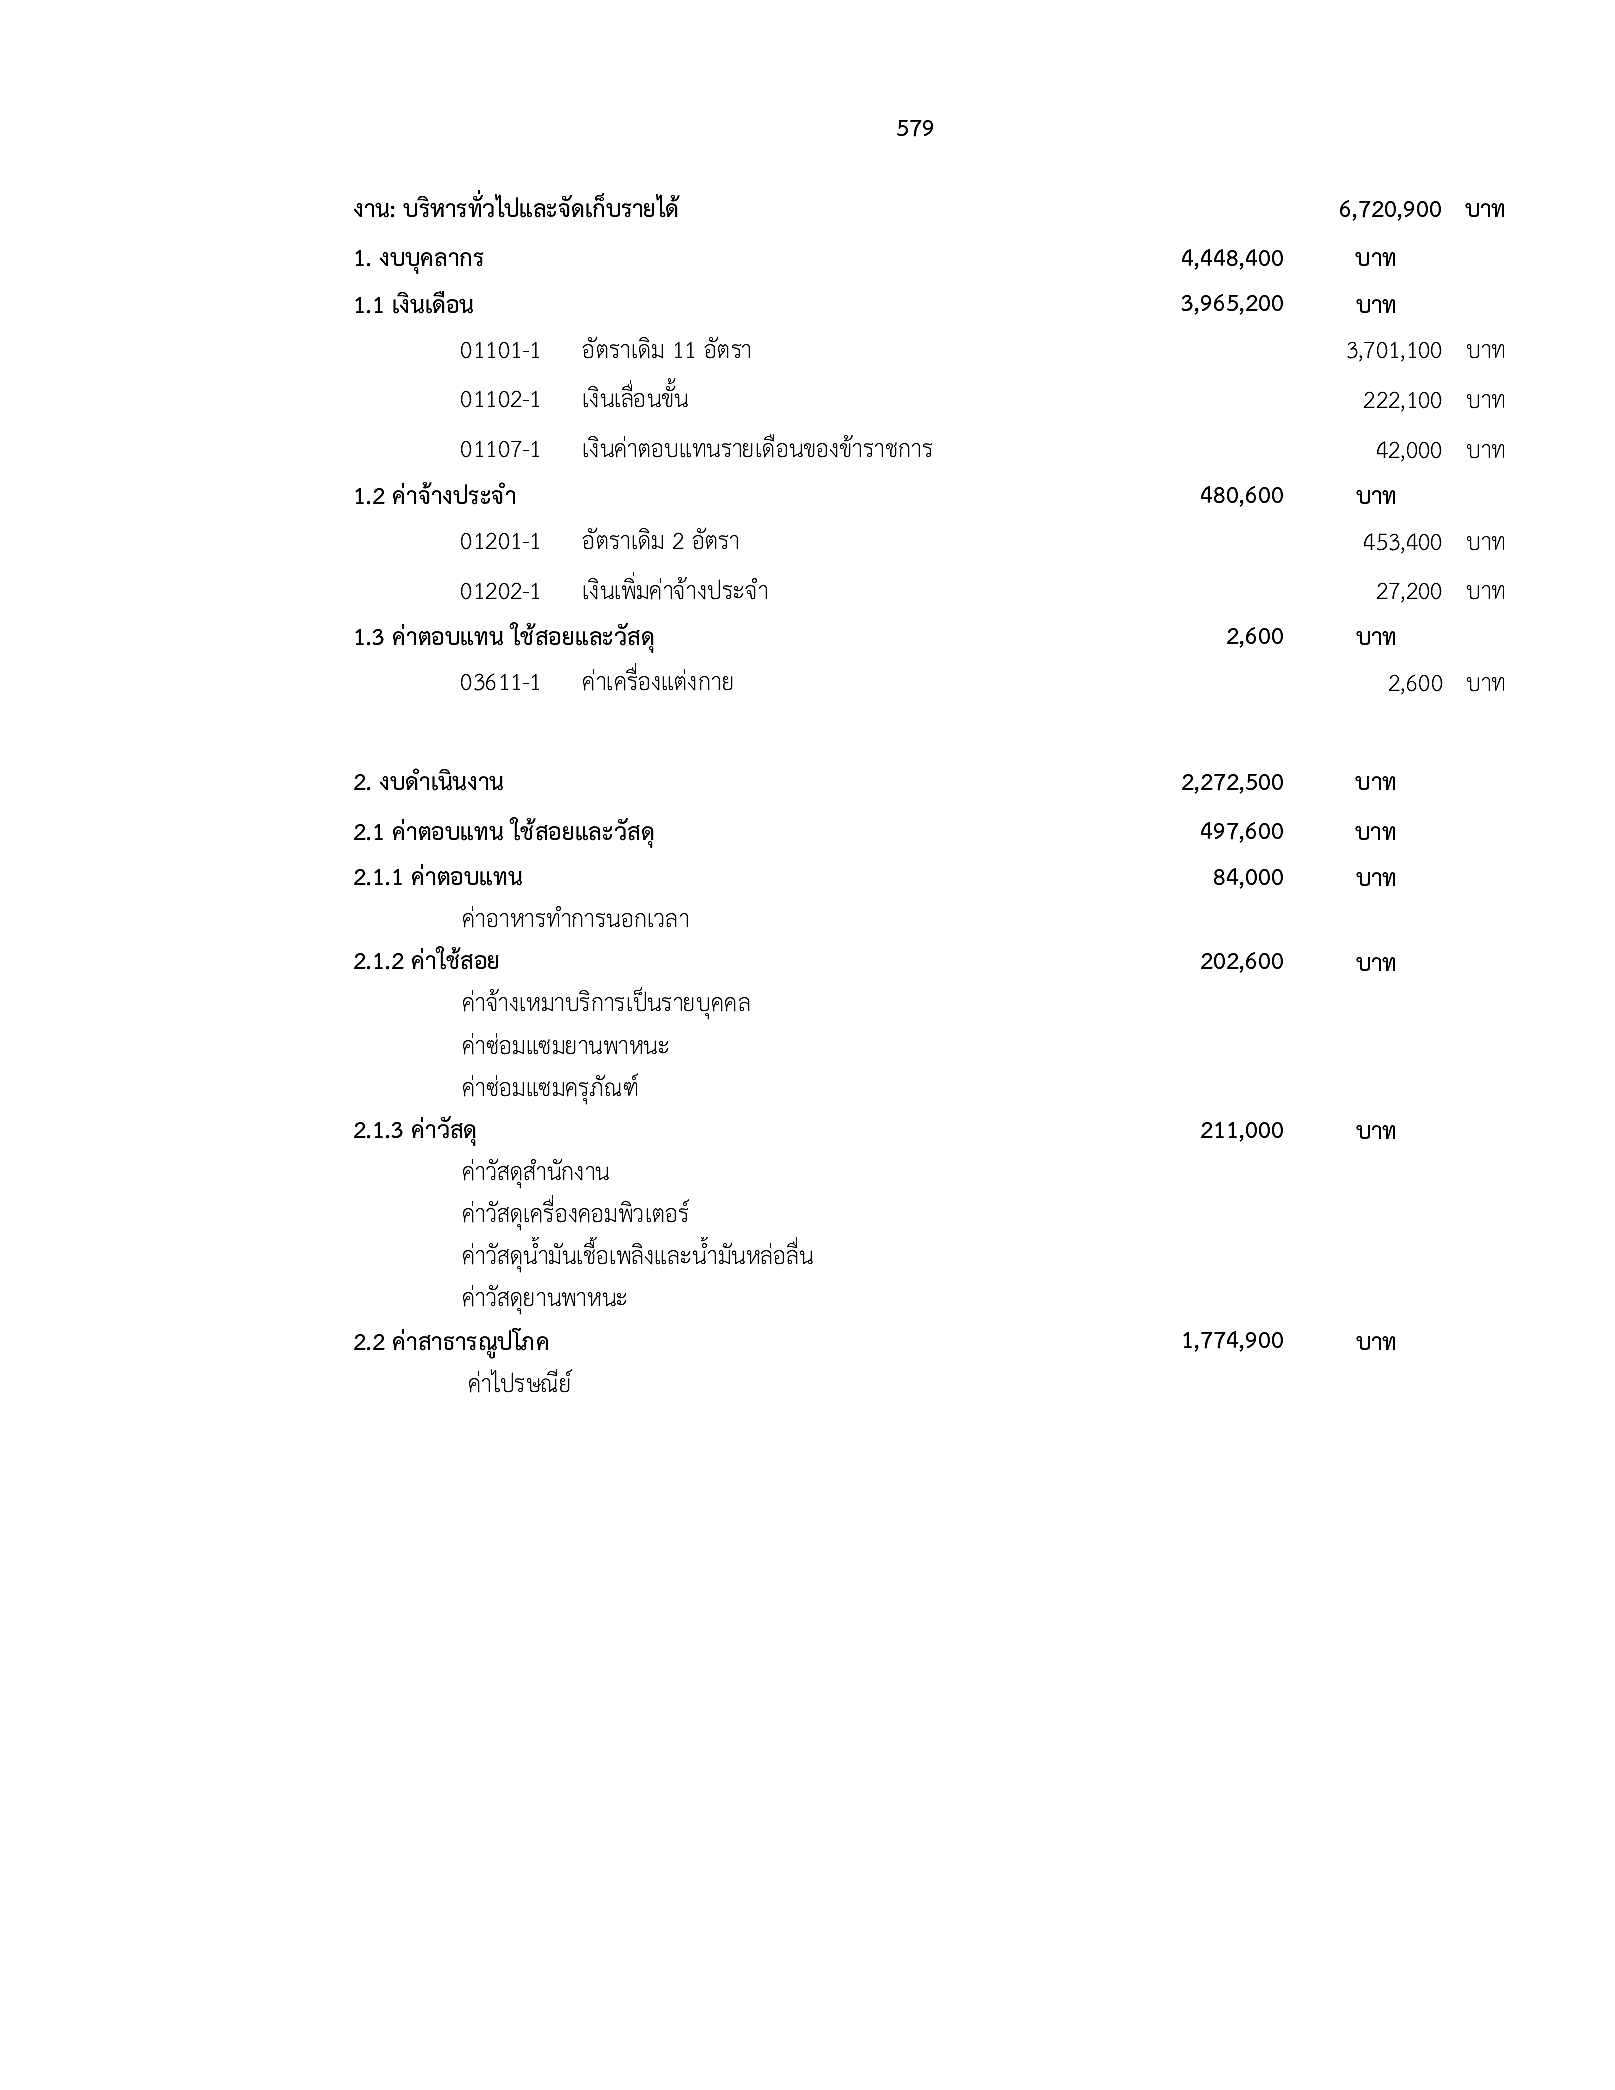 579
งาน: บริหารทั่วไปและจัดเก็บรายได้ 6,720,900 บาท
1. งบบุคลากร 4,448,400 บาท
1.1 เงินเดือน 3,965,200 บาท
01101-1 อัตราเดิม 11 อัตรา 3,701,100 บาท
01102-1 เงินเลื่อนขั้น 222,100 บาท
01107-1 เงินค่าตอบแทนรายเดือนของข้าราชการ 42,000 บาท
1.2 ค่าจ้างประจำ 480,600 บาท
01201-1 อัตราเดิม 2 อัตรา 453,400 บาท
01202-1 เงินเพิ่มค่าจ้างประจำ 27,200 บาท
1.3 ค่าตอบแทน ใช้สอยและวัสดุ 2,600 บาท
03611-1 ค่าเครื่องแต่งกาย 2,600 บาท
2. งบดำเนินงาน 2,272,500 บาท
2.1 ค่าตอบแทน ใช้สอยและวัสดุ 497,600 บาท
2.1.1 ค่าตอบแทน 84,000 บาท
ค่าอาหารทำการนอกเวลา
2.1.2 ค่าใช้สอย 202,600 บาท
ค่าจ้างเหมาบริการเป็นรายบุคคล
ค่าซ่อมแซมยานพาหนะ
ค่าซ่อมแซมครุภัณฑ์
2.1.3 ค่าวัสดุ 211,000 บาท
ค่าวัสดุสำนักงาน
ค่าวัสดุเครื่องคอมพิวเตอร์
ค่าวัสดุน้ำมันเชื้อเพลิงและน้ำมันหล่อลื่น
ค่าวัสดุยานพาหนะ
2.2 ค่าสาธารณูปโภค 1,774,900 บาท
ค่าไปรษณีย์